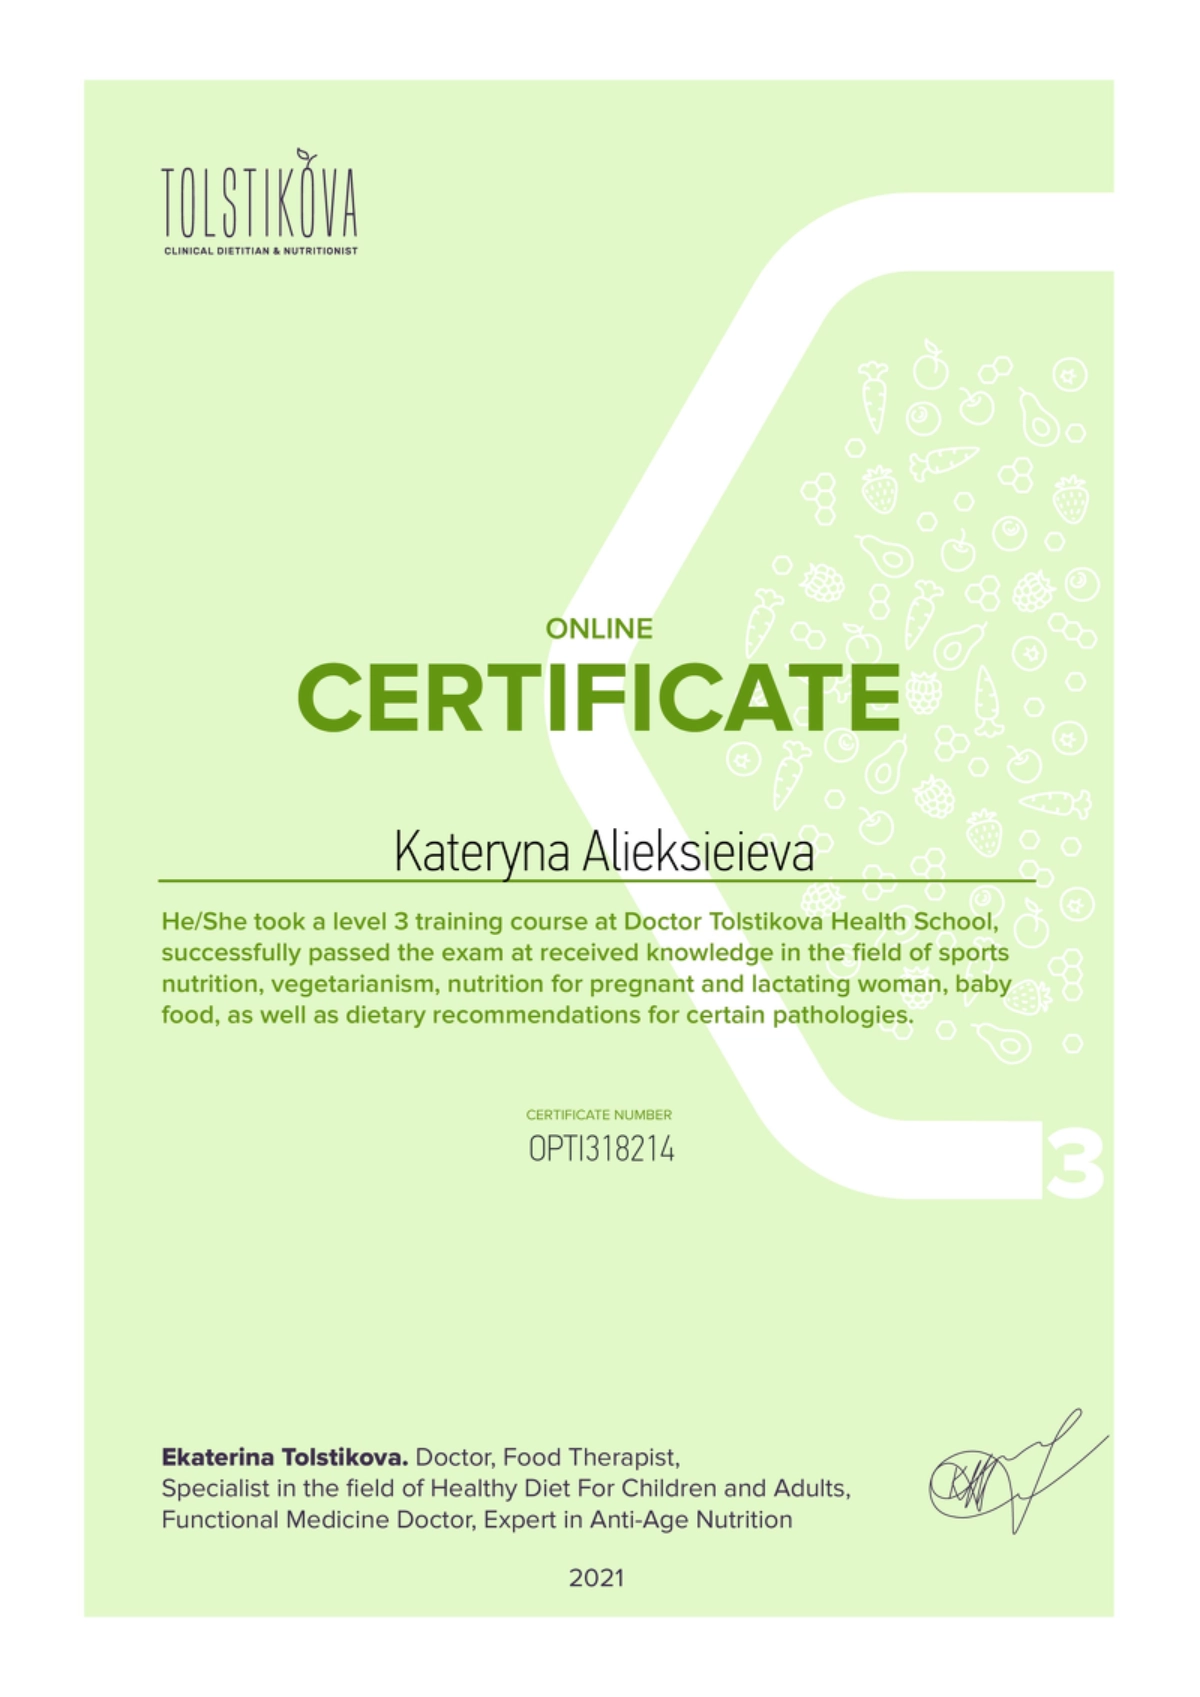 TOLSTIKOVA
CLINICAL DIETITIAN & NUTRITIONIST
ONLINE
CERTIFICATE
Kateryna Alieksieieva
He/She took a level 3 training course at Doctor Tolstikova Health School,
successfully passed the exam at received knowledge in the field of sports
nutrition, vegetarianism, nutrition for pregnant and lactating woman, baby
food, as well as dietary recommendations for certain pathologies.
CERTIFICATE NUMBER
OPTI318214
3
Ekaterina Tolstikova. Doctor, Food Therapist,
Specialist in the field of Healthy Diet For Children and Adults,
Functional Medicine Doctor, Expert in Anti-Age Nutrition
2021